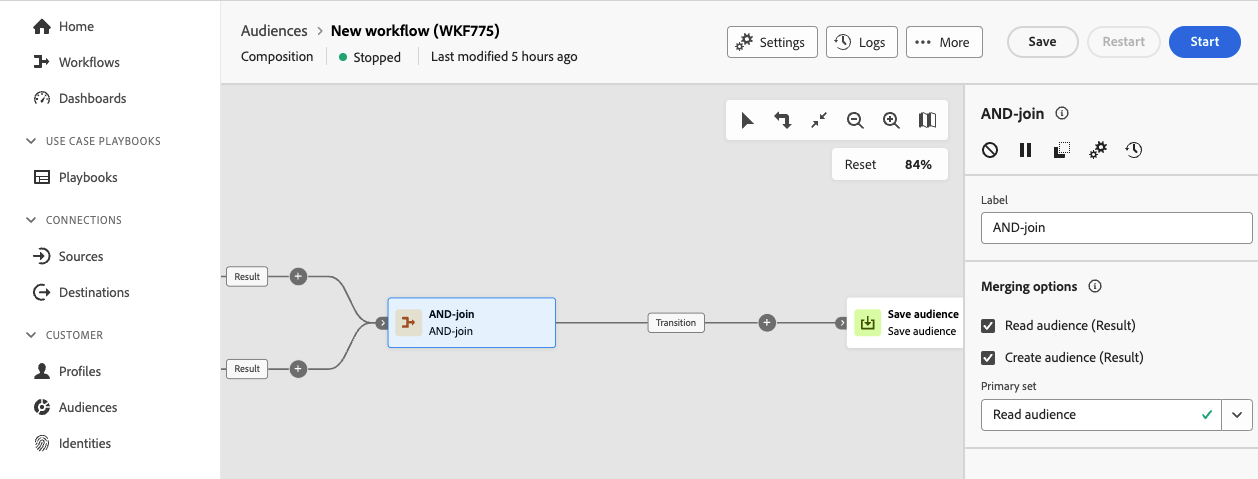 Home
Workflows
Dashboards
USE CASE PLAYBOOKS
Playbooks
CONNECTIONS
Sources
Destinations
CUSTOMER
Profiles
Audiences
Identities
Audiences > New workflow (WKF775)
Composition Stopped Last modified 5 hours ago
Settings Logs More Save Restart Start
Reset 84%
Result
Result
AND-join
AND-join
Transition
Save audience
Save audience
AND-join
Label
AND-join
Merging options
Read audience (Result)
Create audience (Result)
Primary set
Read audience